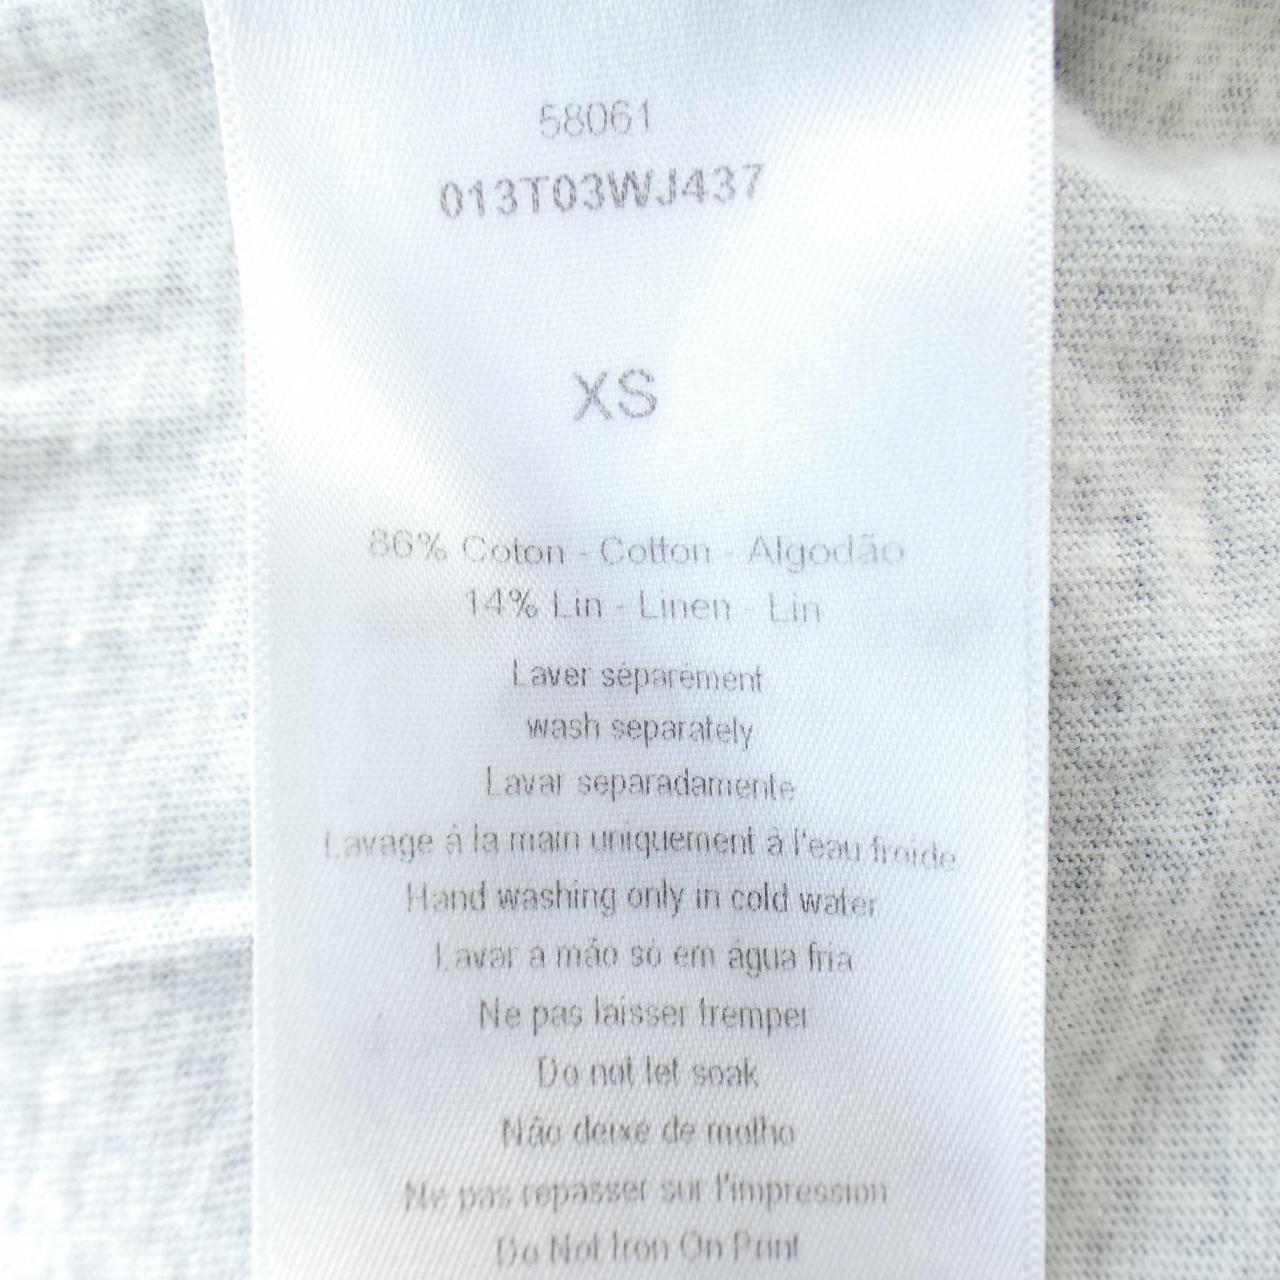 58061
013T03WJ437
XS
86% Coton - Cotton - Algodão
14% Lin - Linen - Lin
Laver séparément
wash separately
Lavar separadamente
Lavage à la main uniquement à l'eau froide
Hand washing only in cold water
Lavar a mão só em água fria
Ne pas laisser tremper
Do not let soak
Não deixe de molho
Ne pas repasser sur l'impression
Do Not Iron On Print